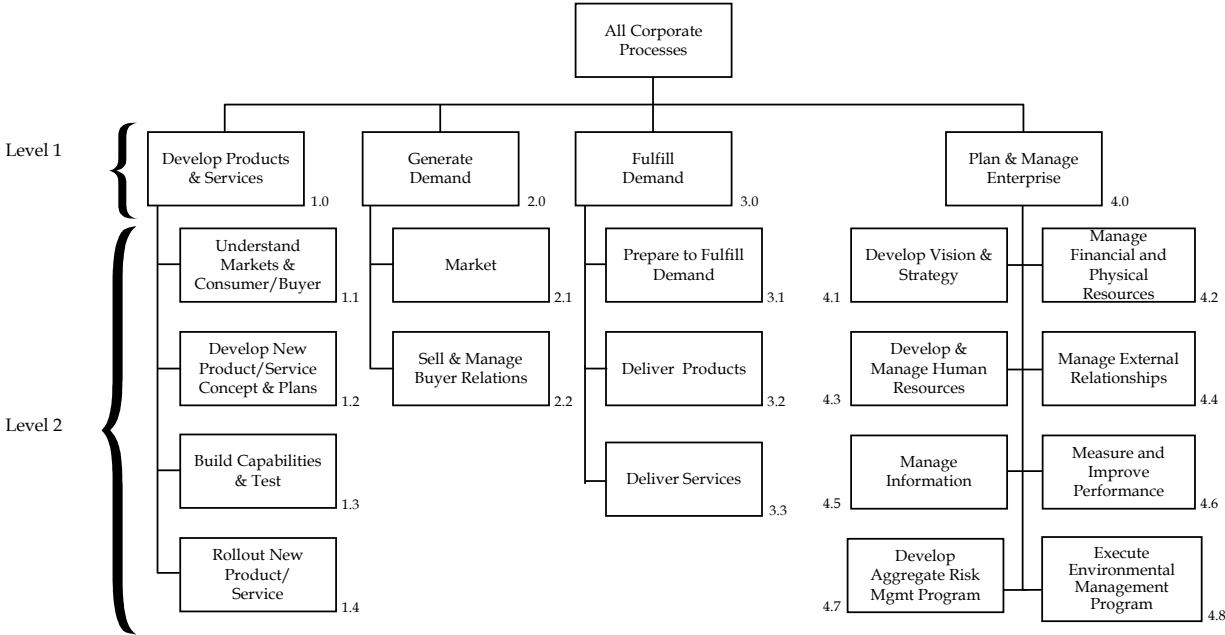 All Corporate
Processes
Level 1
Develop Products
& Services
1.0
Generate
Demand
2.0
Fulfill
Demand
3.0
Plan & Manage
Enterprise
4.0
Level 2
Understand
Markets &
Consumer/Buyer
1.1
Develop New
Product/Service
Concept & Plans
1.2
Build Capabilities
& Test
1.3
Rollout New
Product/
Service
1.4
Market
2.1
Sell & Manage
Buyer Relations
2.2
Prepare to Fulfill
Demand
3.1
Deliver Products
3.2
Deliver Services
3.3
Develop Vision &
Strategy
4.1
Manage
Financial and
Physical
Resources
4.2
Develop &
Manage Human
Resources
4.3
Manage External
Relationships
4.4
Manage
Information
4.5
Measure and
Improve
Performance
4.6
Develop
Aggregate Risk
Mgmt Program
4.7
Execute
Environmental
Management
Program
4.8